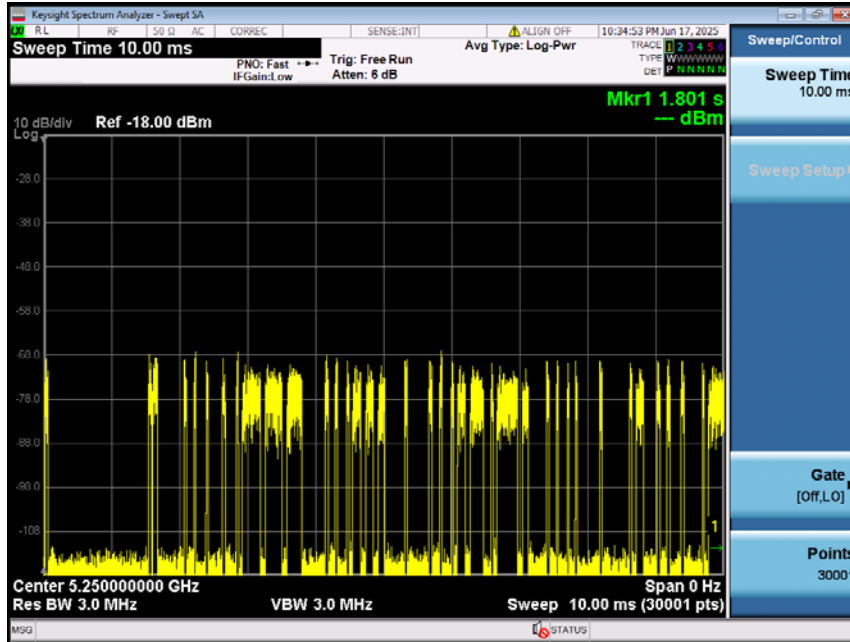 Keysight Spectrum Analyzer - Swept SA
LXI RL RF 50 Ω AC CORREC SENSE:INT ALIGN OFF 10:34:53 PM Jun 17, 2025
Sweep Time 10.00 ms
PNO: Fast
IFGain:Low
Trig: Free Run
Atten: 6 dB
Avg Type: Log-Pwr
TRACE 1 2 3 4 5 6
TYPE WWWWWW
DET P N N N N N
Mkr1 1.801 s
--- dBm
10 dB/div Ref -18.00 dBm
Log
-28.0
-38.0
-48.0
-58.0
-68.0
-78.0
-88.0
-98.0
-108
1
Center 5.250000000 GHz Span 0 Hz
Res BW 3.0 MHz VBW 3.0 MHz Sweep 10.00 ms (30001 pts)
MSG STATUS
Sweep/Control
Sweep Time
10.00 ms
Sweep Setup
Gate
[Off,LO]
Points
30001